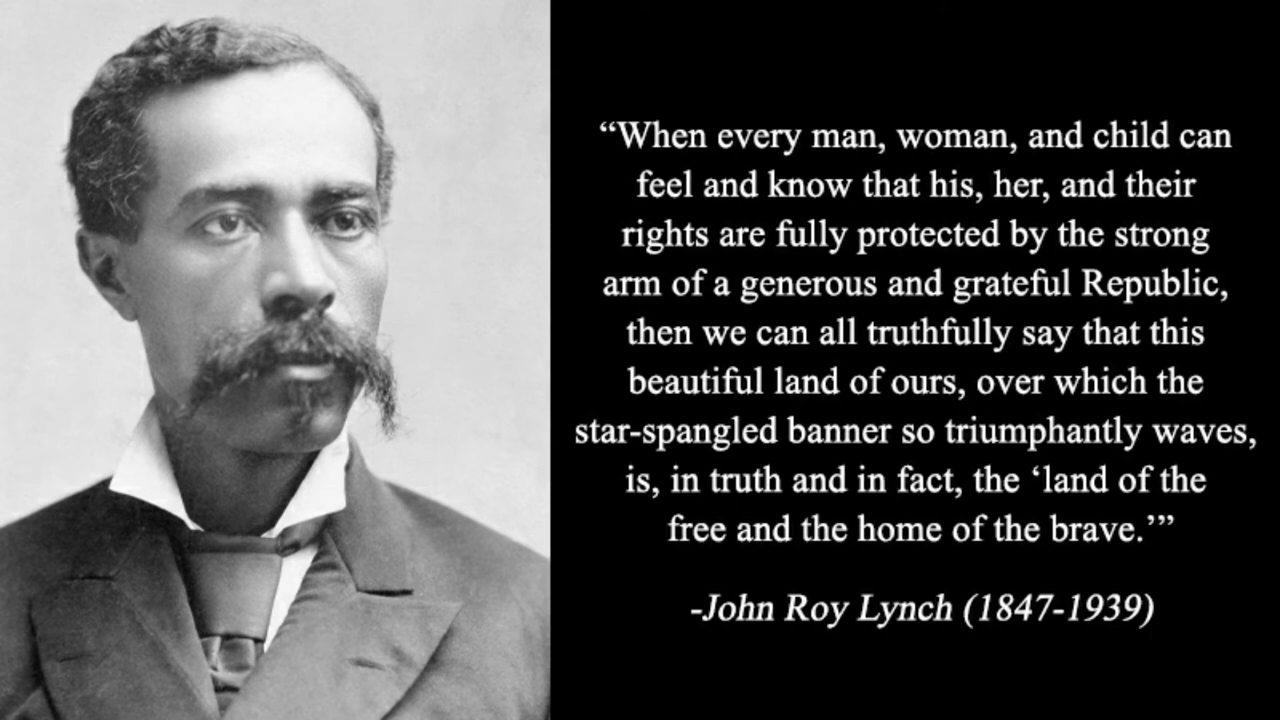 “When every man, woman, and child can
feel and know that his, her, and their
rights are fully protected by the strong
arm of a generous and grateful Republic,
then we can all truthfully say that this
beautiful land of ours, over which the
star-spangled banner so triumphantly waves,
is, in truth and in fact, the ‘land of the
free and the home of the brave.’”
-John Roy Lynch (1847-1939)